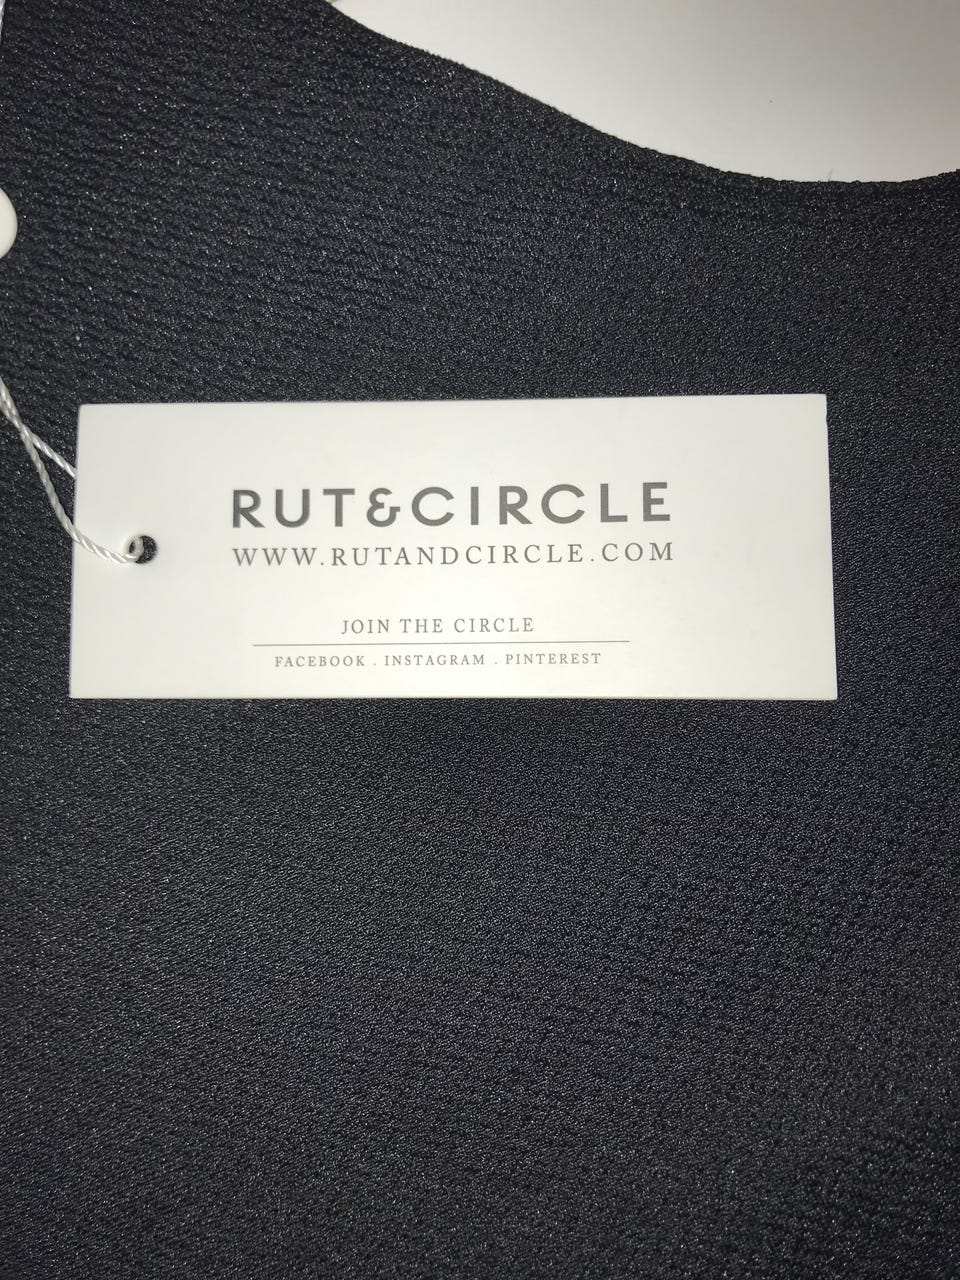 RUT&CIRCLE
WWW.RUTANDCIRCLE.COM
JOIN THE CIRCLE
FACEBOOK . INSTAGRAM . PINTEREST